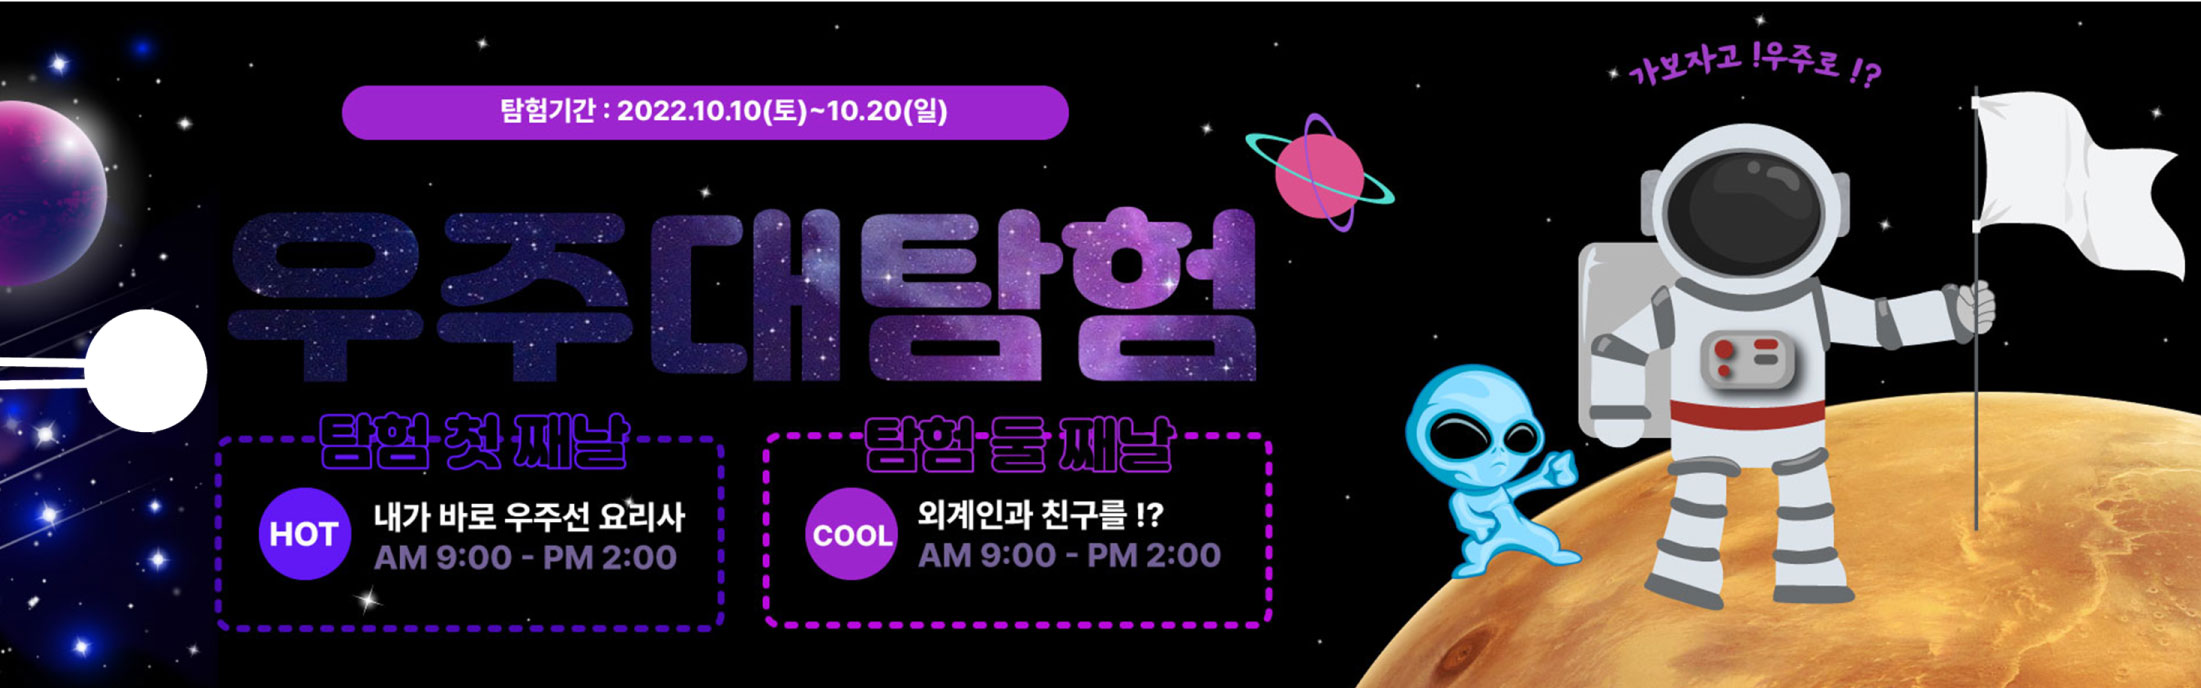 가보자고 !우주로 !?
탐험기간 : 2022.10.10(토)~10.20(일)
우주대탐험
탐험 첫 째날
HOT
내가 바로 우주선 요리사
AM 9:00 - PM 2:00
탐험 둘 째날
COOL
외계인과 친구를 !?
AM 9:00 - PM 2:00